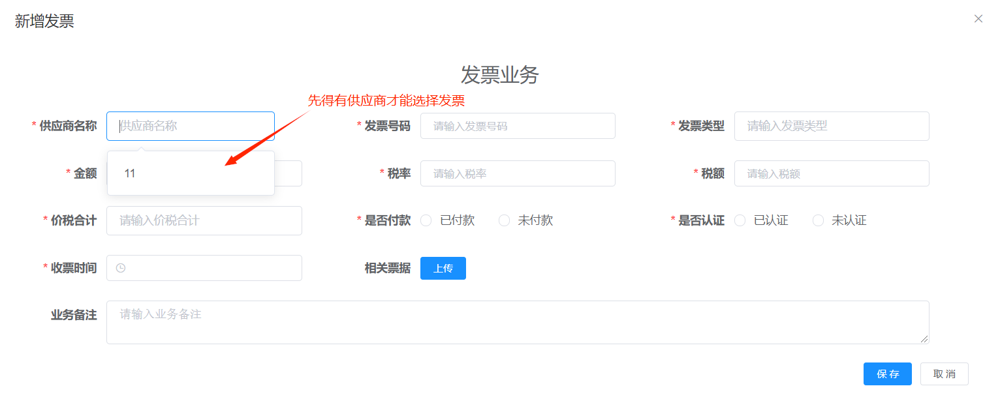 新增发票
发票业务
先得有供应商才能选择发票
* 供应商名称 供应商名称 * 发票号码 请输入发票号码 * 发票类型 请输入发票类型
* 金额 11 * 税率 请输入税率 * 税额 请输入税额
* 价税合计 请输入价税合计 * 是否付款 已付款 未付款 * 是否认证 已认证 未认证
* 收票时间 相关票据 上传
业务备注 请输入业务备注
保存 取消